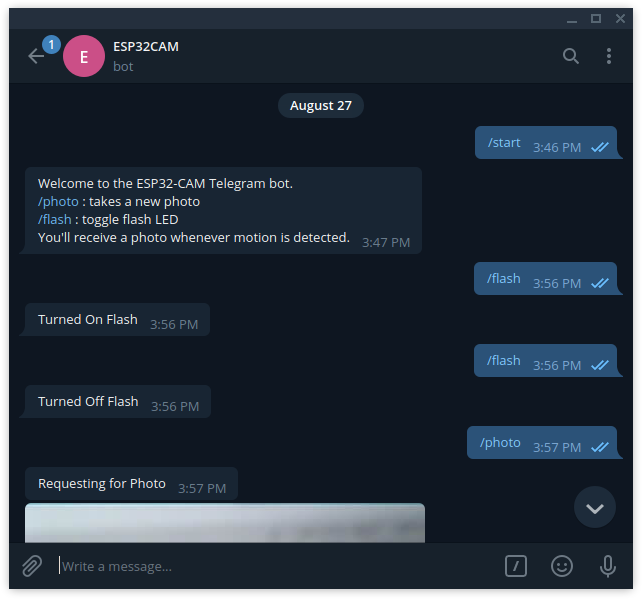 1
E
ESP32CAM
bot
August 27
/start 3:46 PM
Welcome to the ESP32-CAM Telegram bot.
/photo : takes a new photo
/flash : toggle flash LED
You'll receive a photo whenever motion is detected. 3:47 PM
/flash 3:56 PM
Turned On Flash 3:56 PM
/flash 3:56 PM
Turned Off Flash 3:56 PM
/photo 3:57 PM
Requesting for Photo 3:57 PM
Write a message...
/